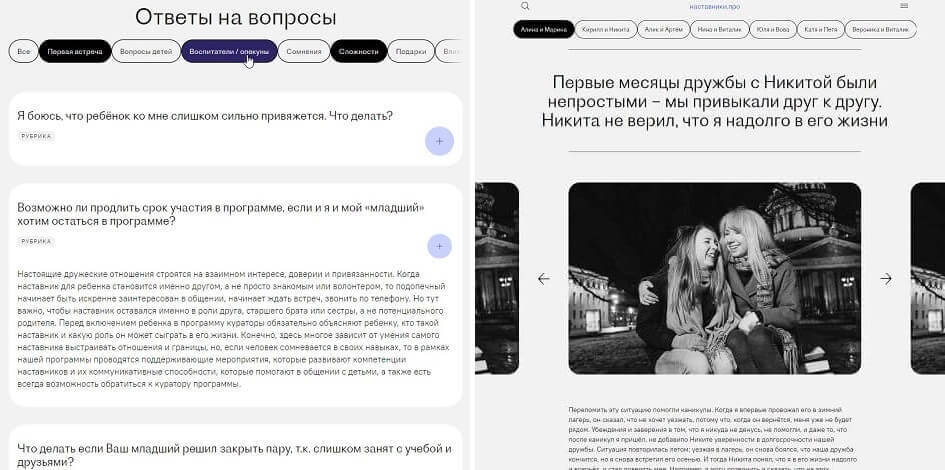 Ответы на вопросы
Все
Первая встреча
Вопросы детей
Воспитатели / опекуны
Сомнения
Сложности
Подарки
Я боюсь, что ребёнок ко мне слишком сильно привяжется. Что делать?
РУБРИКА
+
Возможно ли продлить срок участия в программе, если и я и мой «младший»
хотим остаться в программе?
РУБРИКА
+
Настоящие дружеские отношения строятся на взаимном интересе, доверии и привязанности. Когда
наставник для ребенка становится именно другом, а не просто знакомым или волонтером, то подопечный
начинает быть искренне заинтересован в общении, начинает ждать встреч, звонить по телефону. Но тут
важно, чтобы наставник оставался именно в роли друга, старшего брата или сестры, а не потенциального
родителя. Перед включением ребенка в программу кураторы обязательно объясняют ребенку, кто такой
наставник и какую роль он может сыграть в его жизни. Конечно, здесь многое зависит от умения самого
наставника выстраивать отношения и границы, но, если человек сомневается в своих навыках, то в рамках
нашей программы проводятся поддерживающие мероприятия, которые развивают компетенции
наставников и их коммуникативные способности, которые помогают в общении с детьми, а также есть
всегда возможность обратиться к куратору программы.
Что делать если Ваш младший решил закрыть пару, т.к. слишком занят с учебой и
друзьями?
наставники.про
Алина и Марина
Кирилл и Никита
Алик и Артём
Нина и Виталик
Юля и Вова
Катя и Петя
Вероника и Виталик
Первые месяцы дружбы с Никитой были
непростыми – мы привыкали друг к другу.
Никита не верил, что я надолго в его жизни
Переломить эту ситуацию помогли каникулы. Когда я впервые провожал его в зимний
лагерь, он сказал, что не хочет уезжать, потому что, когда он вернётся, меня уже не будет
рядом. Убеждения и заверения в том, что я никуда не денусь, не помогли, и даже то, что
после каникул я пришёл, не добавило Никите уверенности в долгосрочности нашей
дружбы. Ситуация повторилась летом: уезжая в лагерь, он снова боялся, что наша дружба
кончится, но я снова встретил его осенью. И тогда Никита понял, что я в его жизни надолго